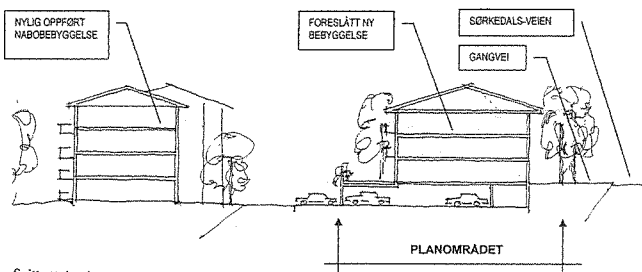 NYLIG OPPFØRT
NABOBEBYGGELSE
FORESLÅTT NY
BEBYGGELSE
SØRKEDALS-VEIEN
GANGVEI
PLANOMRÅDET